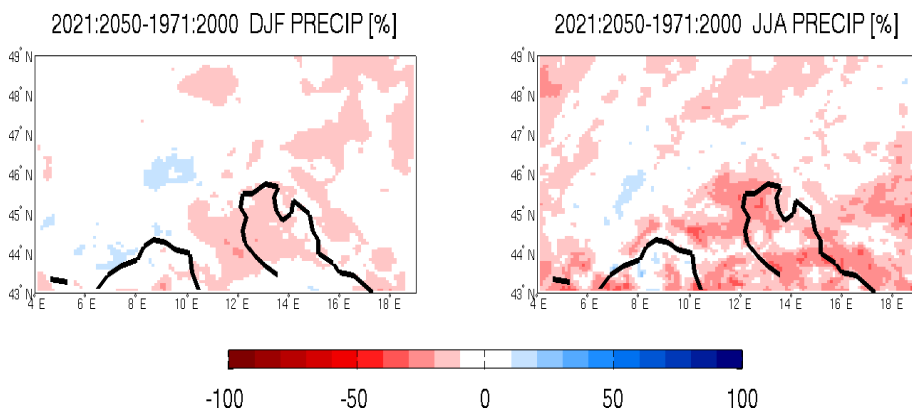 2021:2050-1971:2000 DJF PRECIP [%]
2021:2050-1971:2000 JJA PRECIP [%]
49° N
48° N
47° N
46° N
45° N
44° N
43° N
4° E 6° E 8° E 10° E 12° E 14° E 16° E 18° E
49° N
48° N
47° N
46° N
45° N
44° N
43° N
4° E 6° E 8° E 10° E 12° E 14° E 16° E 18° E
-100 -50 0 50 100